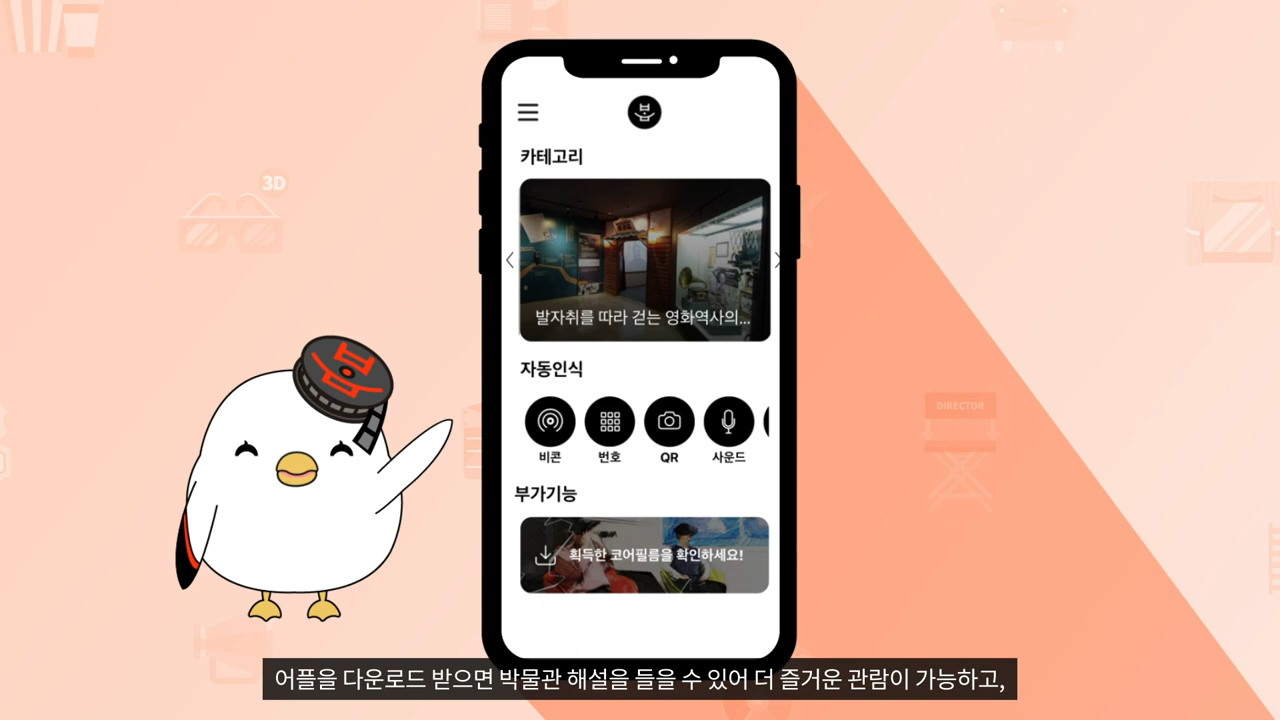 3D
DIRECTOR
봄
카테고리
발자취를 따라 걷는 영화역사의...
자동인식
비콘
번호
QR
사운드
부가기능
획득한 코어필름을 확인하세요!
어플을 다운로드 받으면 박물관 해설을 들을 수 있어 더 즐거운 관람이 가능하고,